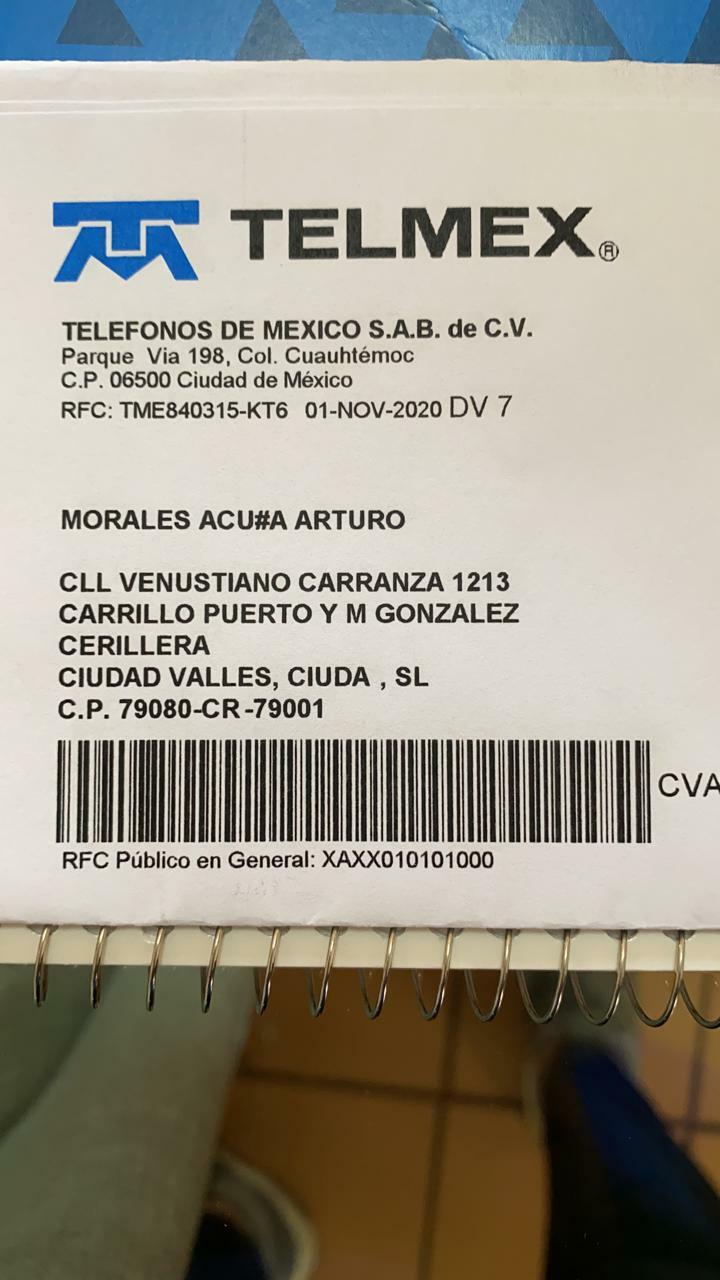 TELMEX®
TELEFONOS DE MEXICO S.A.B. de C.V.
Parque Via 198, Col. Cuauhtémoc
C.P. 06500 Ciudad de México
RFC: TME840315-KT6 01-NOV-2020 DV 7
MORALES ACU#A ARTURO
CLL VENUSTIANO CARRANZA 1213
CARRILLO PUERTO Y M GONZALEZ
CERILLERA
CIUDAD VALLES, CIUDA , SL
C.P. 79080-CR-79001
CVA
RFC Público en General: XAXX010101000